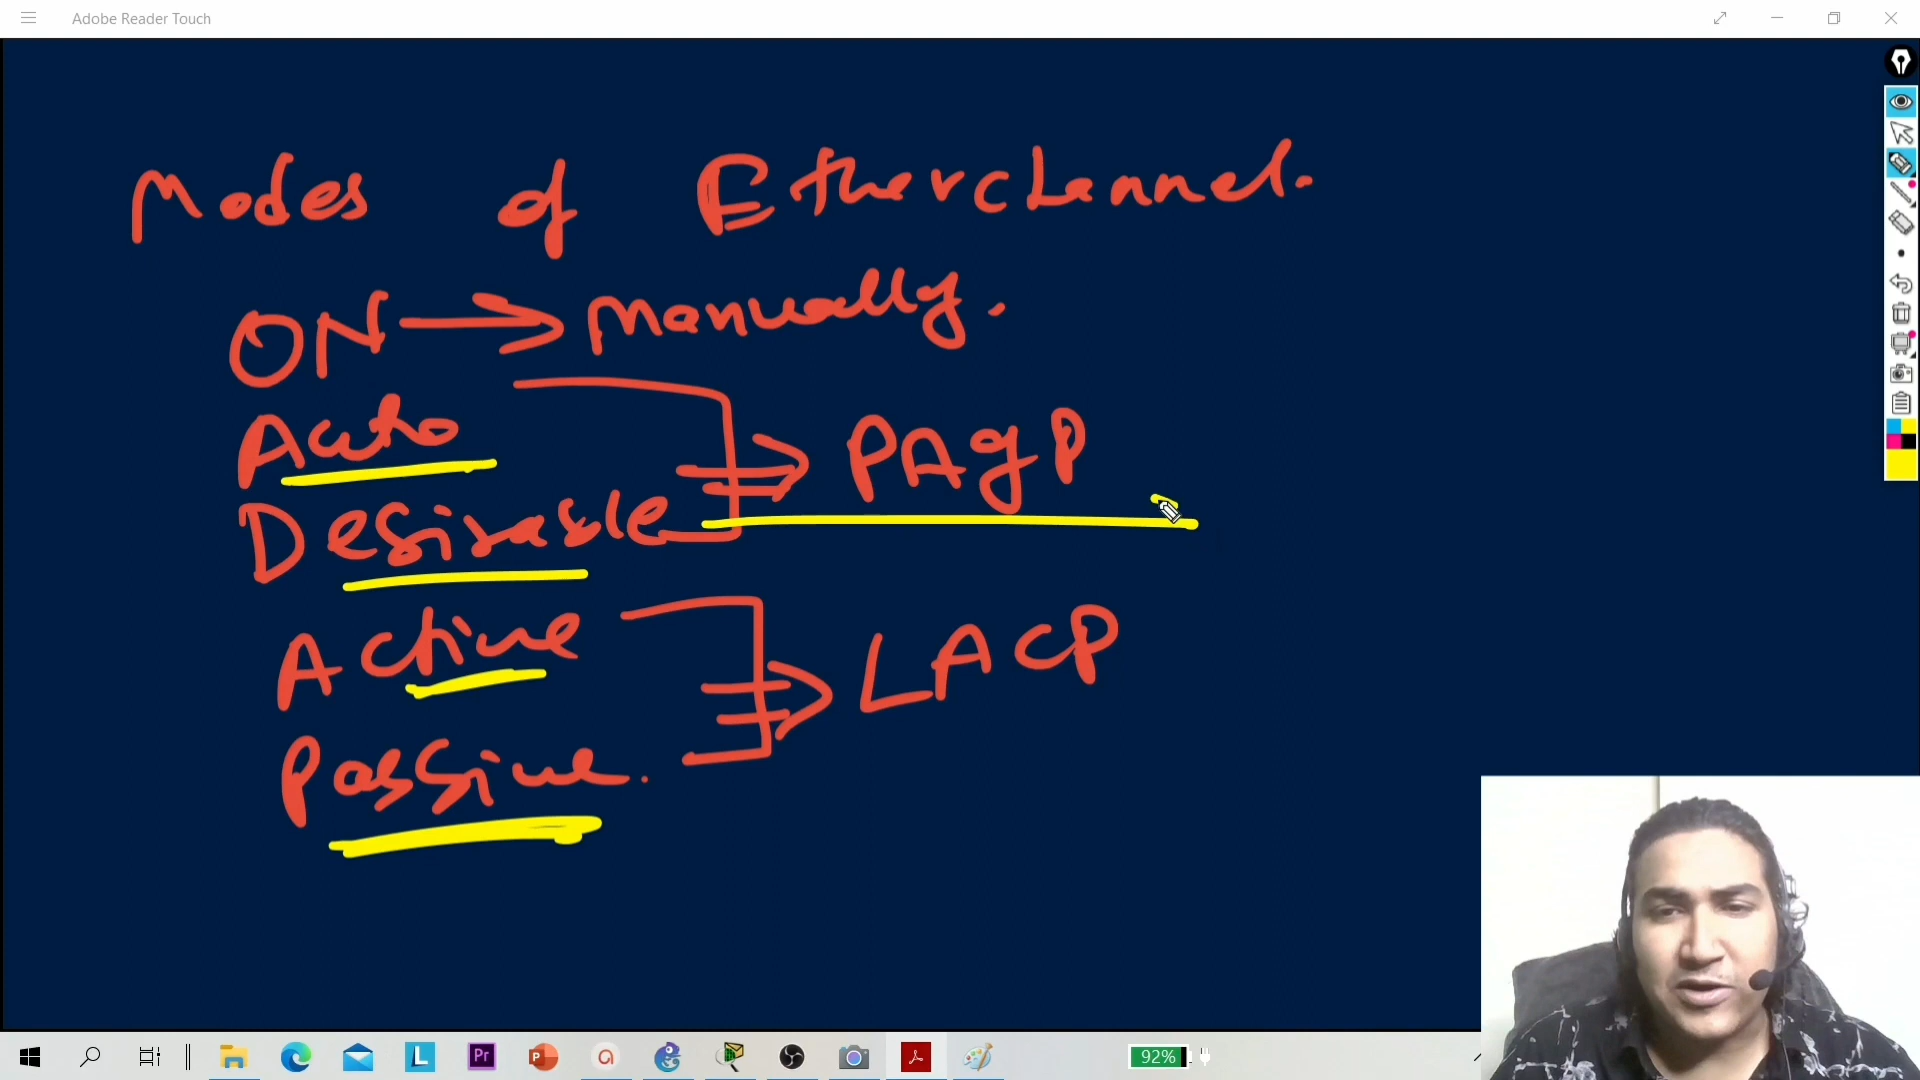 Adobe Reader Touch
Modes of Etherchannel.
ON → Manually.
Auto
PAgP
Desirable
Active
LACP
Passive.
92%